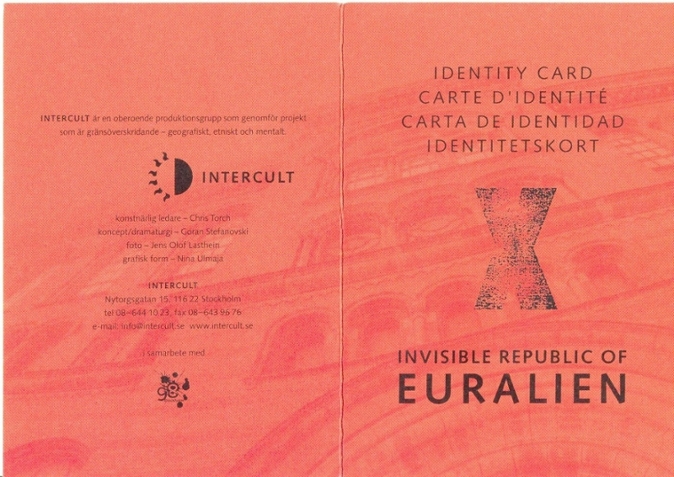 INTERCULT är en oberoende produktionsgrupp som genomför projekt
som är gränsöverskridande – geografiskt, etniskt och mentalt.
INTERCULT
konstnärlig ledare – Chris Torch
koncept/dramaturgi – Goran Stefanovski
foto – Jens Olof Lasthein
grafisk form – Nina Ulmaja
INTERCULT
Nytorgsgatan 15, 116 22 Stockholm
tel 08–644 10 23, fax 08–643 96 76
e-mail: info@intercult.se www.intercult.se
i samarbete med
98
IDENTITY CARD
CARTE D'IDENTITÉ
CARTA DE IDENTIDAD
IDENTITETSKORT
X
INVISIBLE REPUBLIC OF
EURALIEN